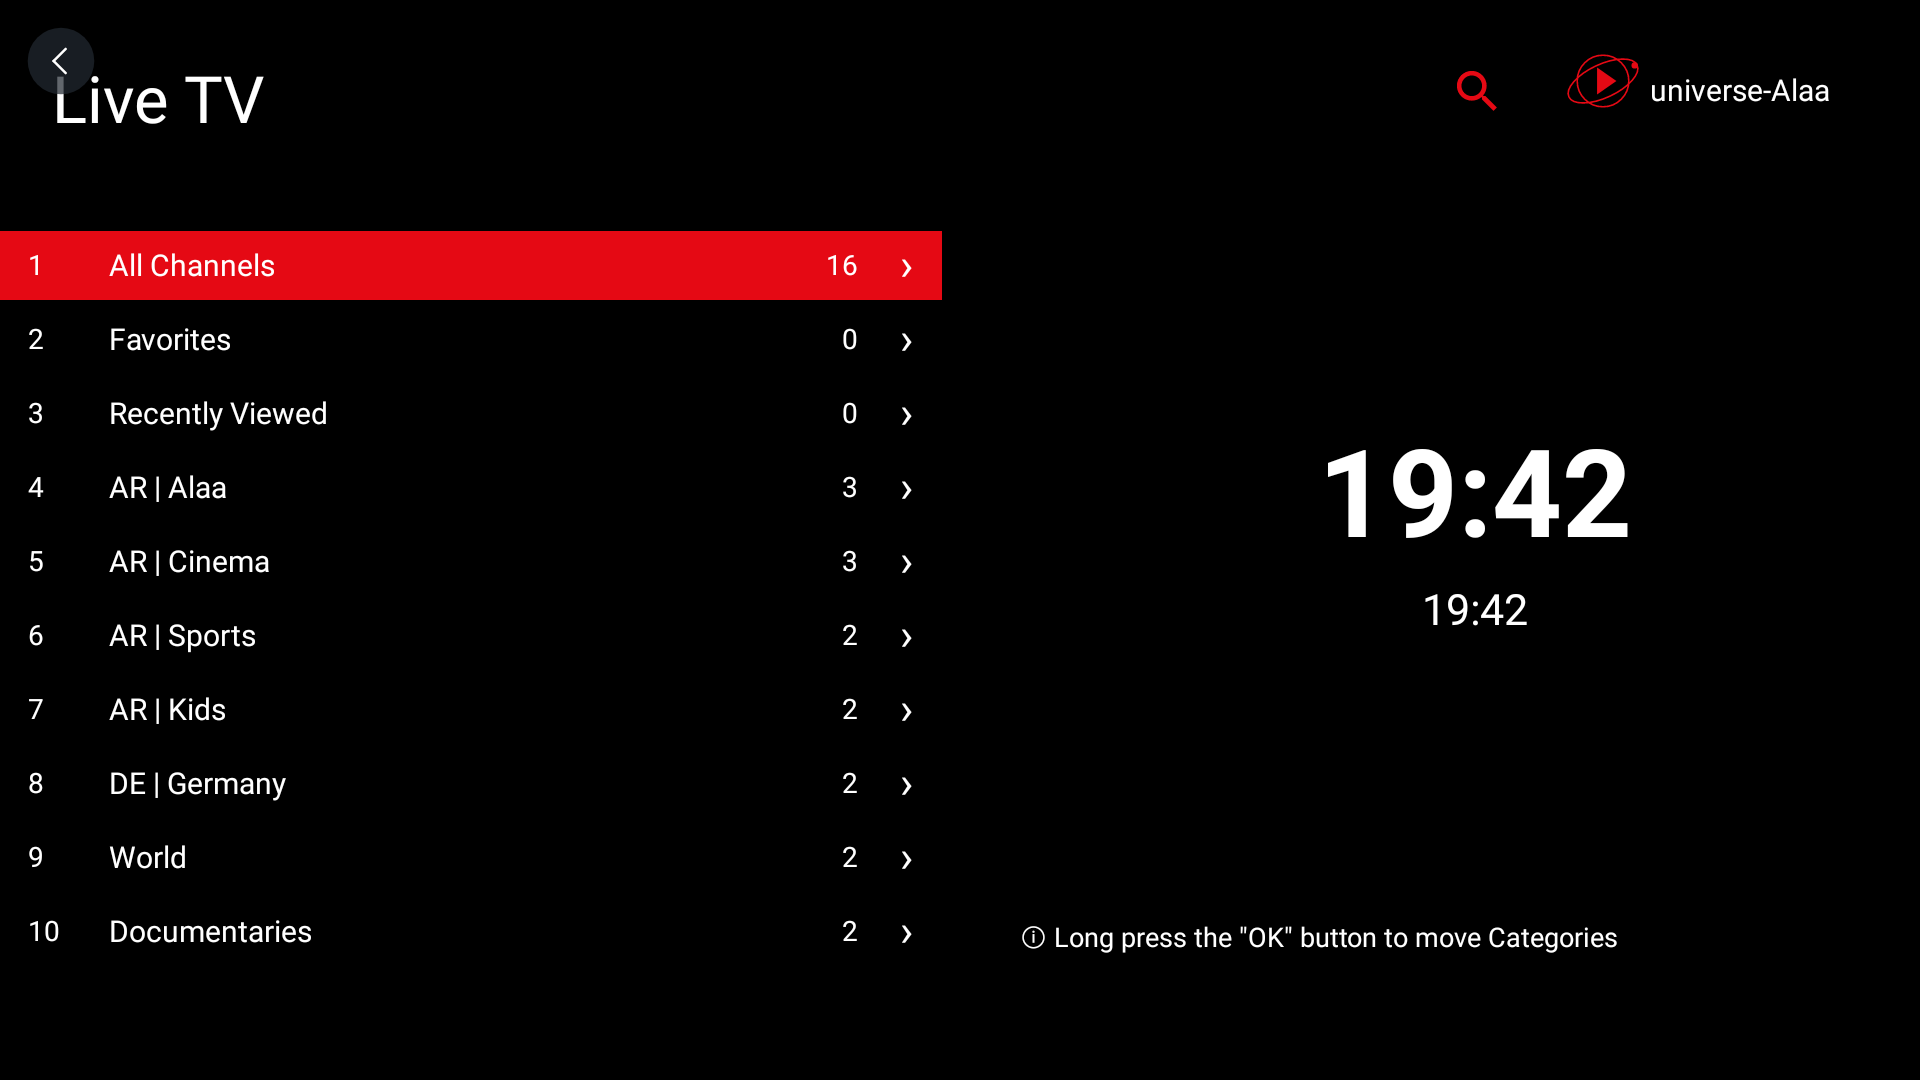 Live TV
universe-Alaa
1 All Channels 16 ›
2 Favorites 0 ›
3 Recently Viewed 0 ›
4 AR | Alaa 3 ›
5 AR | Cinema 3 ›
6 AR | Sports 2 ›
7 AR | Kids 2 ›
8 DE | Germany 2 ›
9 World 2 ›
10 Documentaries 2 ›
19:42
19:42
ⓘ Long press the "OK" button to move Categories